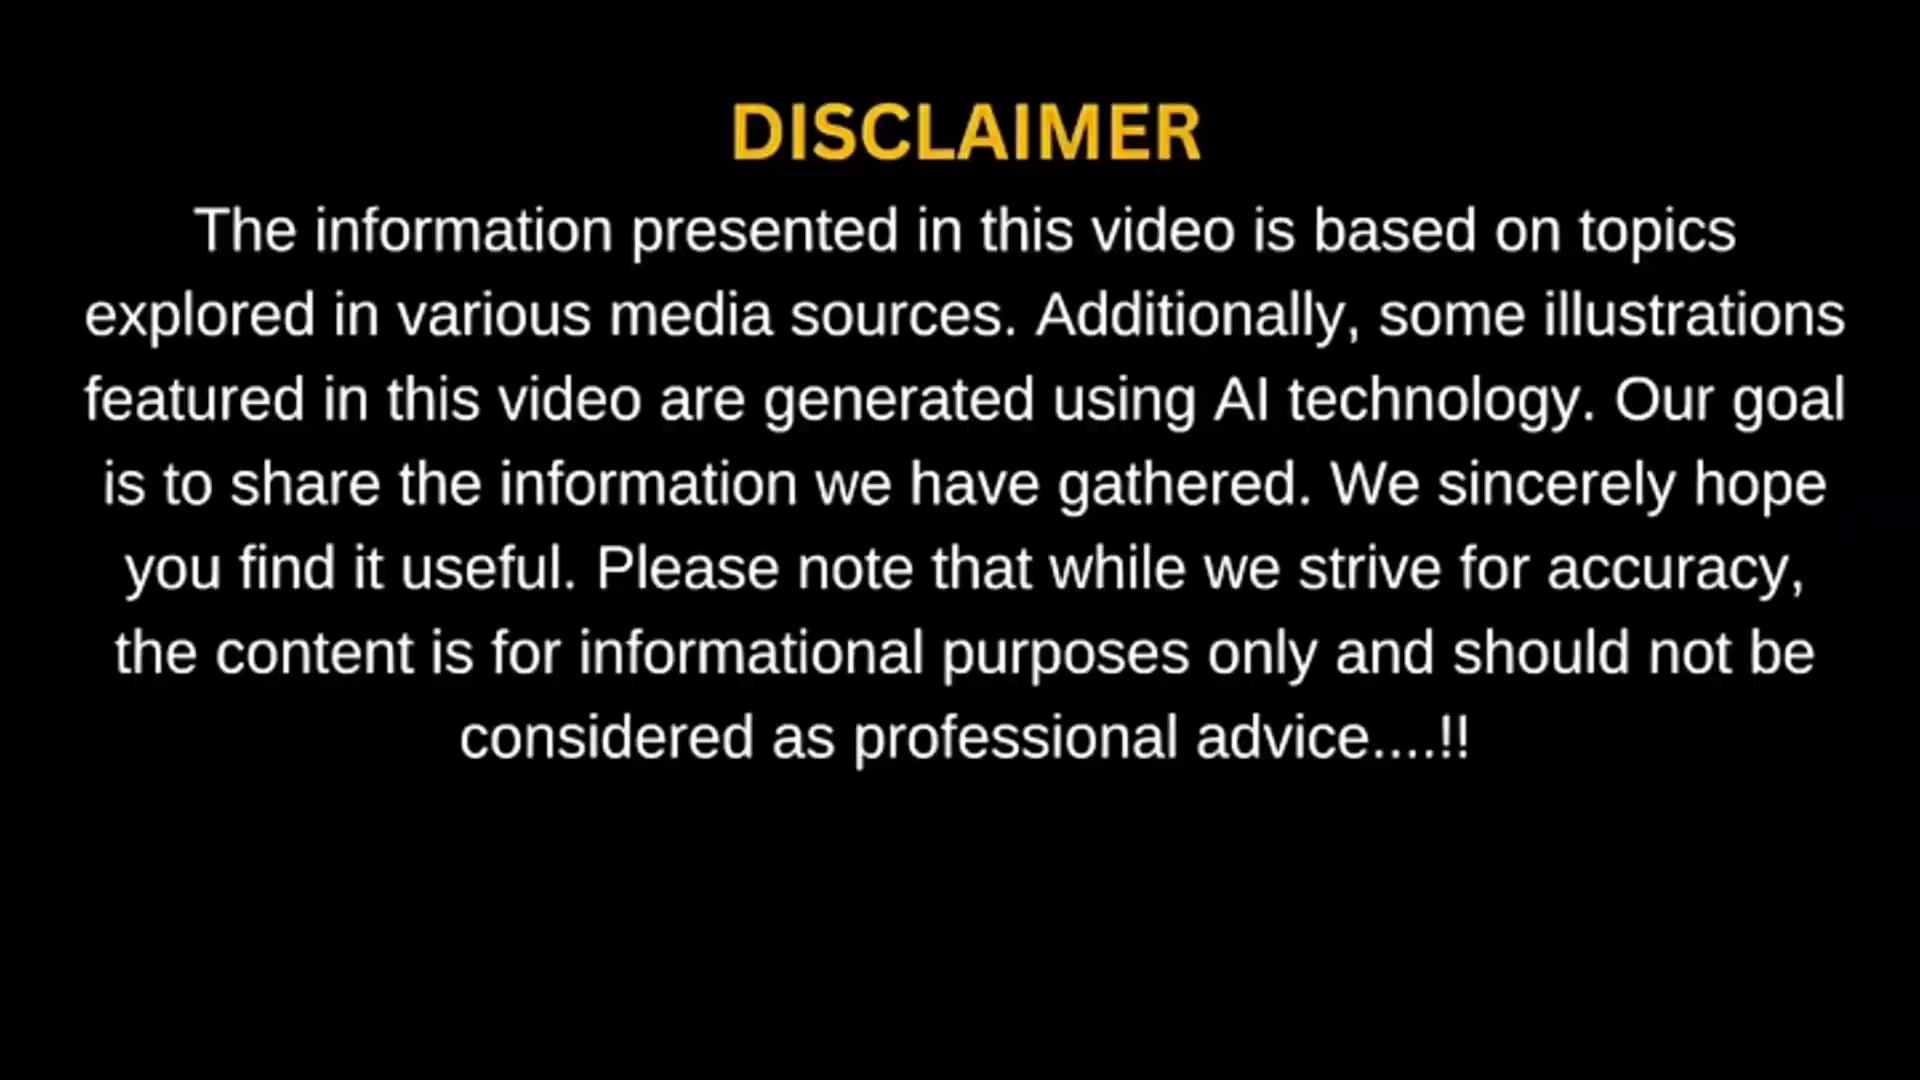 DISCLAIMER
The information presented in this video is based on topics
explored in various media sources. Additionally, some illustrations
featured in this video are generated using AI technology. Our goal
is to share the information we have gathered. We sincerely hope
you find it useful. Please note that while we strive for accuracy,
the content is for informational purposes only and should not be
considered as professional advice....!!